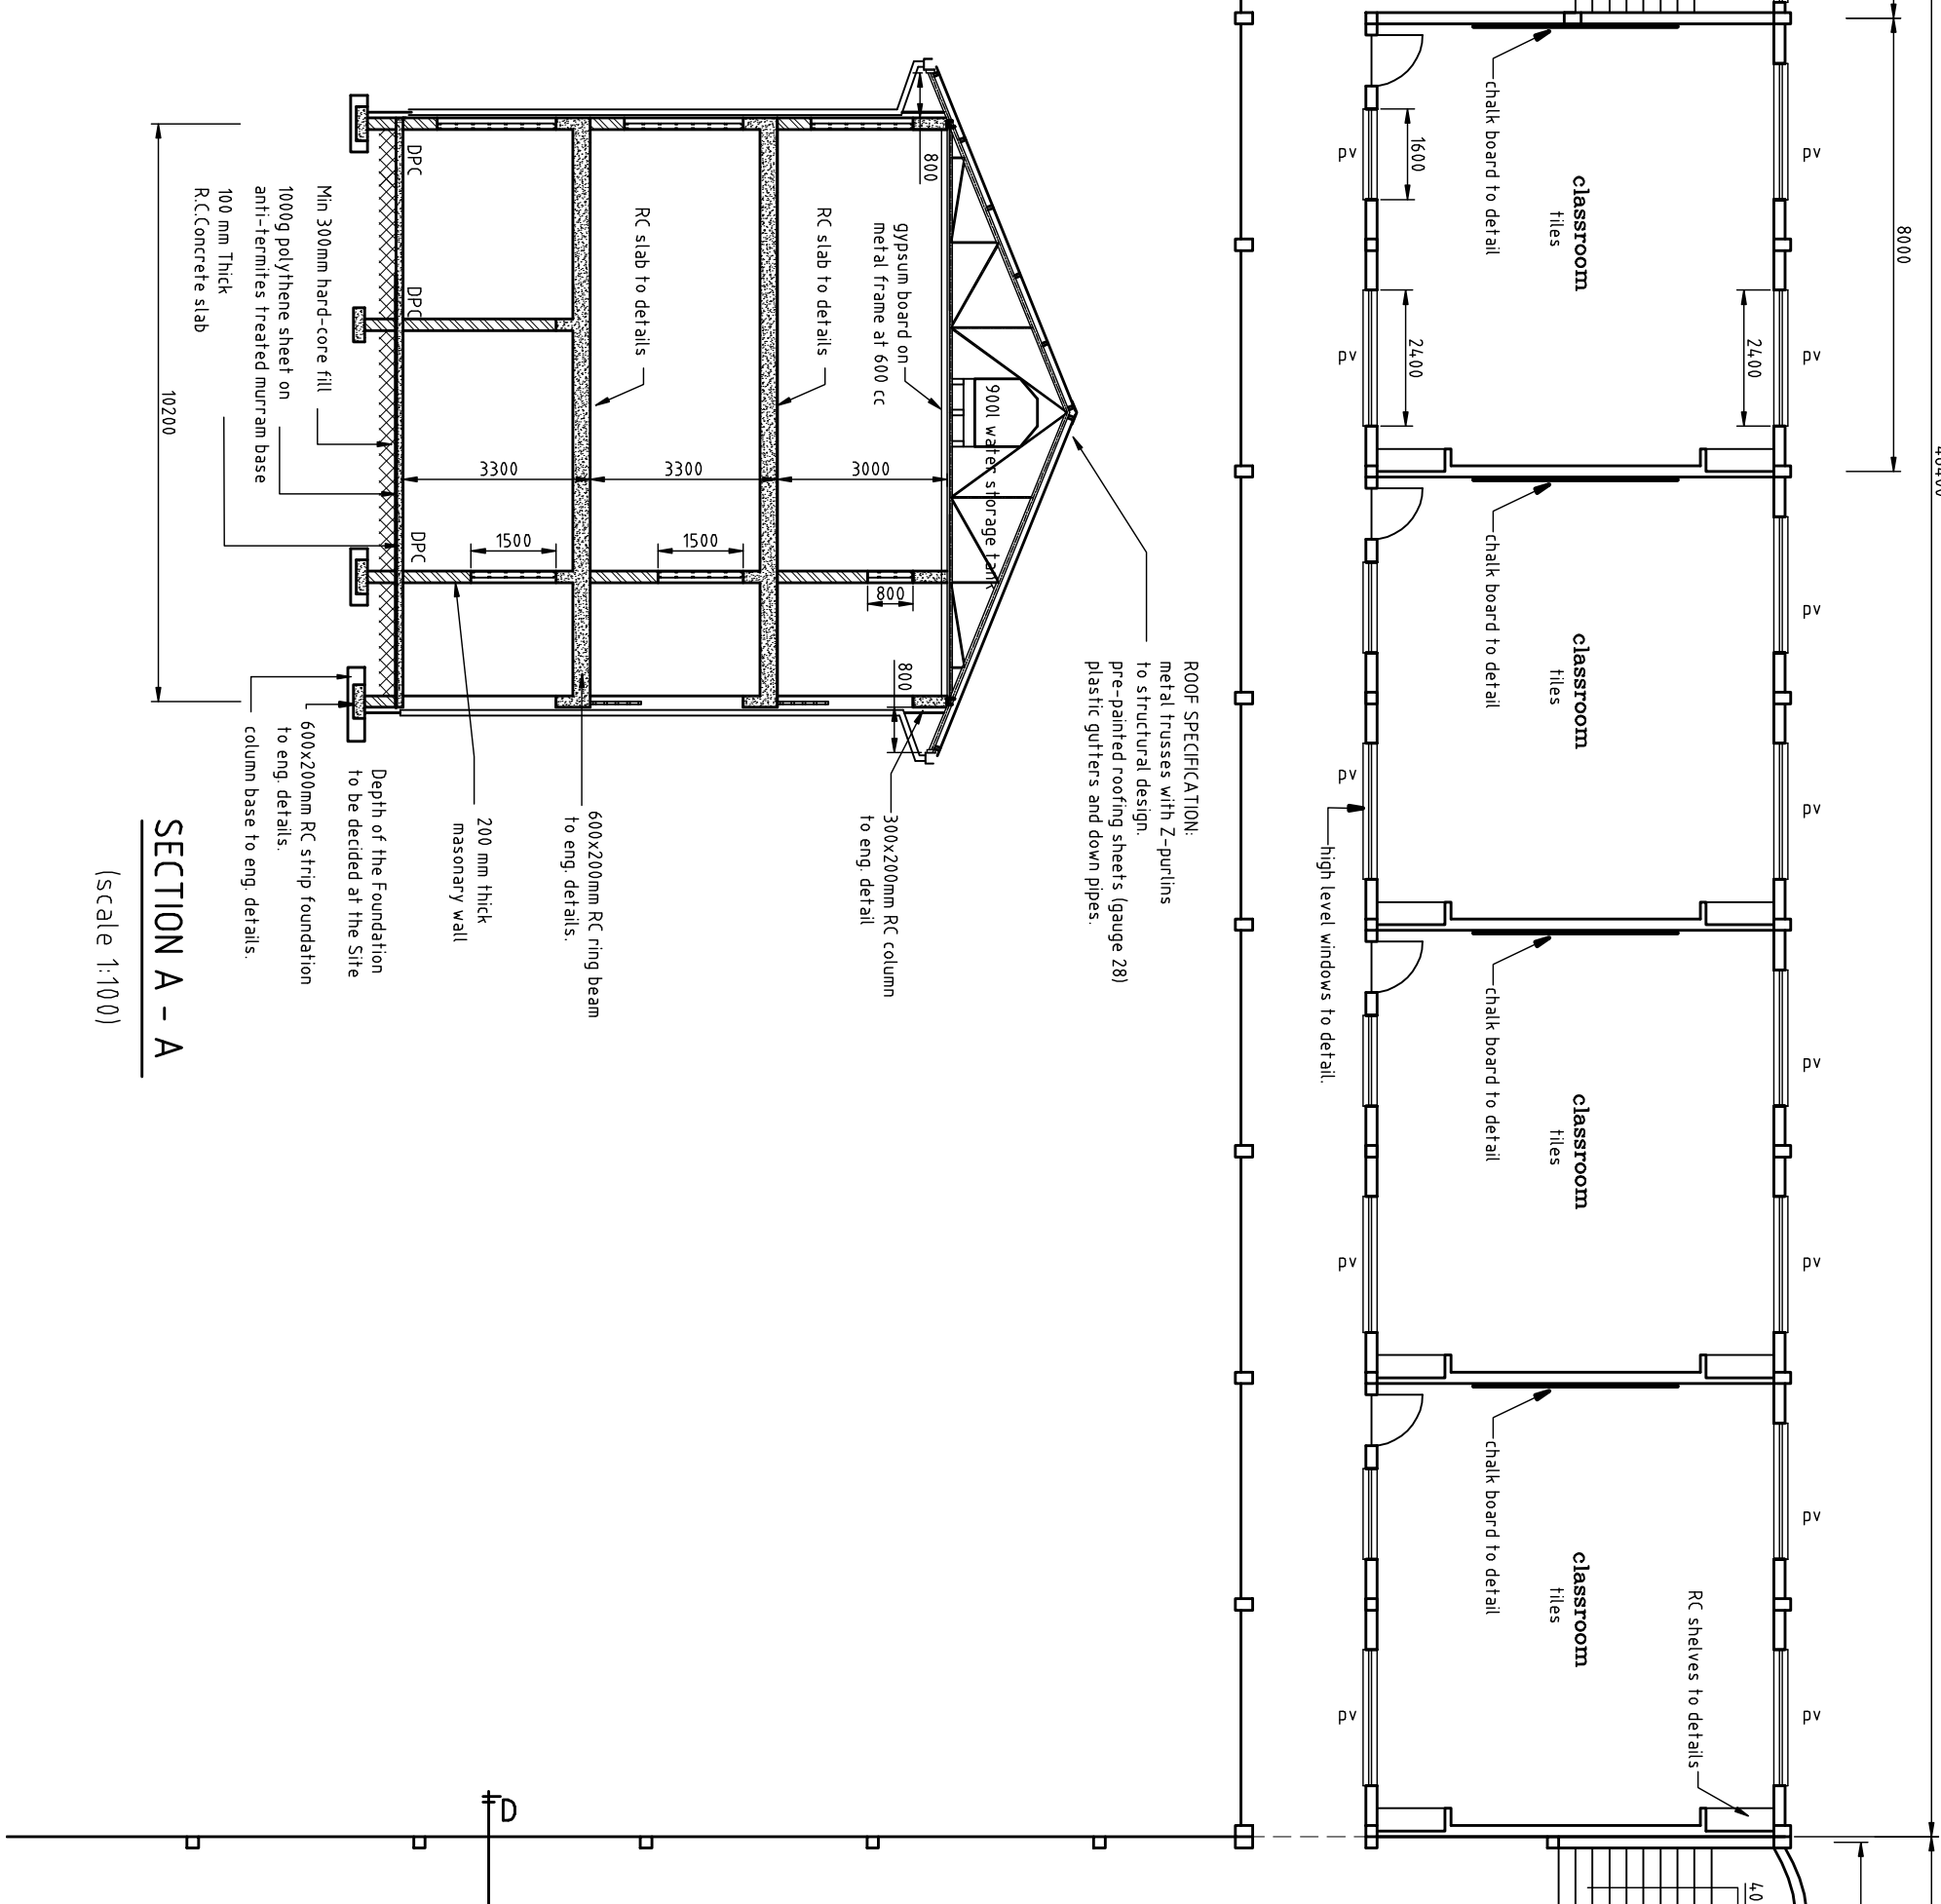 8000
40400
chalk board to detail
classroom
tiles
1600
2400
2400
pv
pv
pv
pv
chalk board to detail
classroom
tiles
pv
pv
pv
high level windows to detail.
chalk board to detail
classroom
tiles
pv
pv
pv
chalk board to detail
classroom
tiles
RC shelves to details
pv
pv
pv
40
ROOF SPECIFICATION:
metal trusses with Z-purlins
to structural design.
pre-painted roofing sheets (gauge 28)
plastic gutters and down pipes.
800
gypsum board on
metal frame at 600 cc
900l water storage tank
RC slab to details
RC slab to details
3300
3300
3000
1500
1500
800
800
DPC
DPC
DPC
300x200mm RC column
to eng. detail
600x200mm RC ring beam
to eng. details.
200 mm thick
masonary wall
Depth of the Foundation
to be decided at the Site
600x200mm RC strip foundation
to eng. details.
column base to eng. details.
Min 300mm hard-core fill
1000g polythene sheet on
anti-termites treated murram base
100 mm Thick
R.C.Concrete slab
10200
SECTION A - A
(scale 1:100)
D